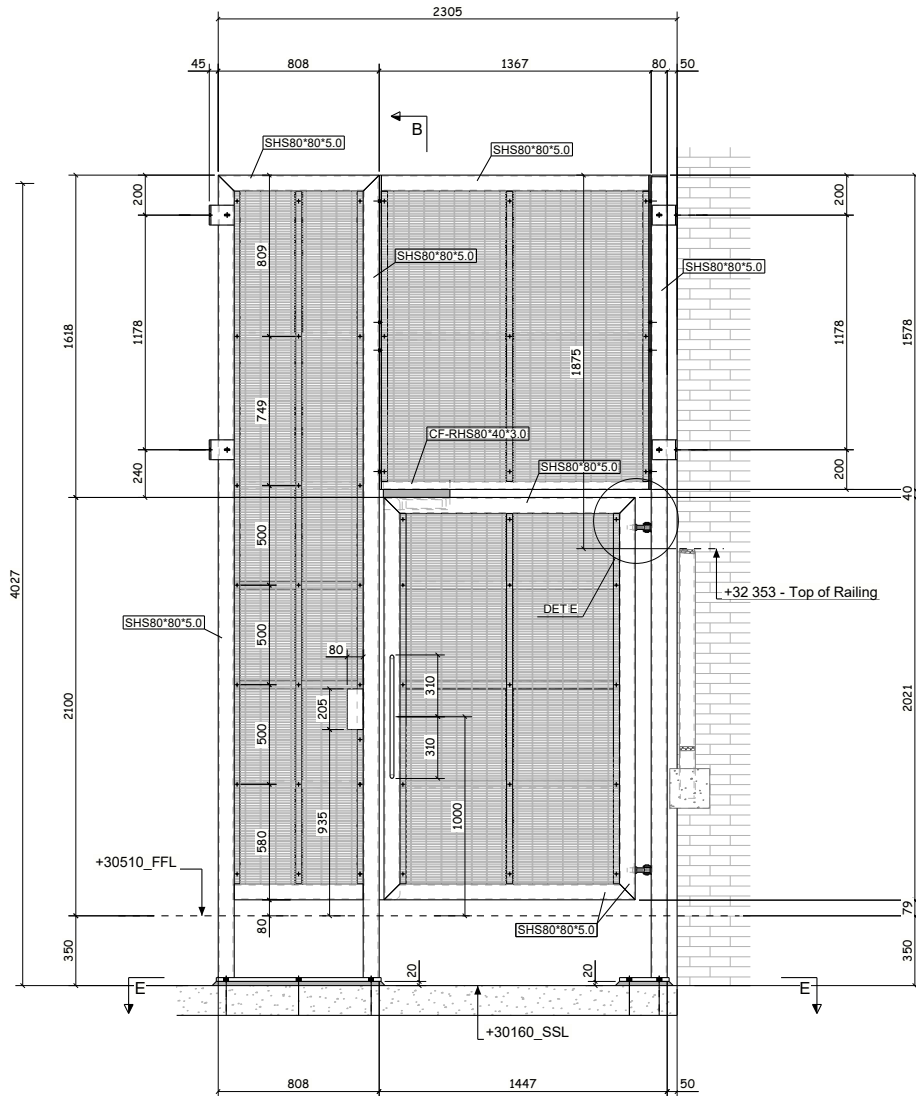 2305
45
808
1367
80
50
B
SHS80*80*5.0
SHS80*80*5.0
200
200
809
SHS80*80*5.0
SHS80*80*5.0
1618
1178
1875
1178
1578
749
CF-RHS80*40*3.0
240
SHS80*80*5.0
200
40
500
4027
DET E
+32 353 - Top of Railing
500
SHS80*80*5.0
80
310
2100
205
2021
500
310
935
1000
580
+30510_FFL
80
SHS80*80*5.0
79
350
350
20
20
E
E
+30160_SSL
808
1447
50